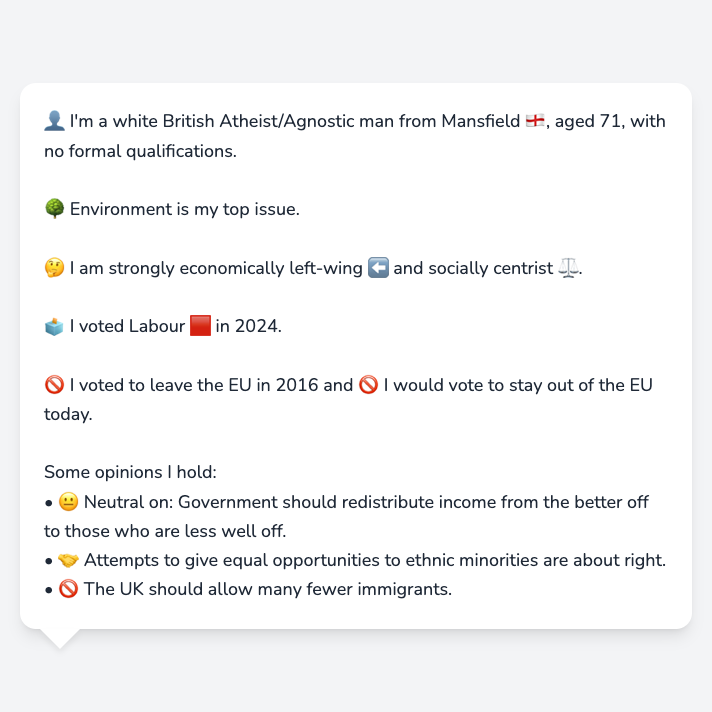 👤 I'm a white British Atheist/Agnostic man from Mansfield 🏴󠁧󠁢󠁥󠁮󠁧󠁿, aged 71, with
no formal qualifications.
🌳 Environment is my top issue.
🤔 I am strongly economically left-wing ⬅️ and socially centrist ⚖️.
🗳️ I voted Labour 🟥 in 2024.
🚫 I voted to leave the EU in 2016 and 🚫 I would vote to stay out of the EU
today.
Some opinions I hold:
• 😐 Neutral on: Government should redistribute income from the better off
to those who are less well off.
• 🤝 Attempts to give equal opportunities to ethnic minorities are about right.
• 🚫 The UK should allow many fewer immigrants.